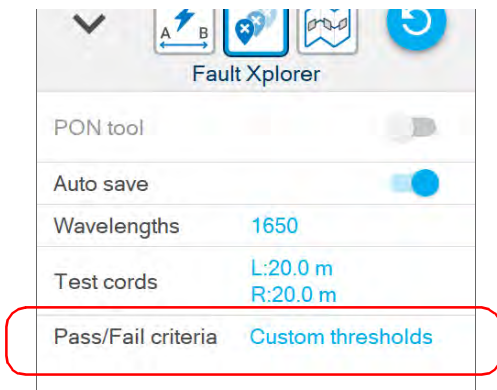 A B
Fault Xplorer
PON tool
Auto save
Wavelengths 1650
Test cords L:20.0 m
R:20.0 m
Pass/Fail criteria Custom thresholds